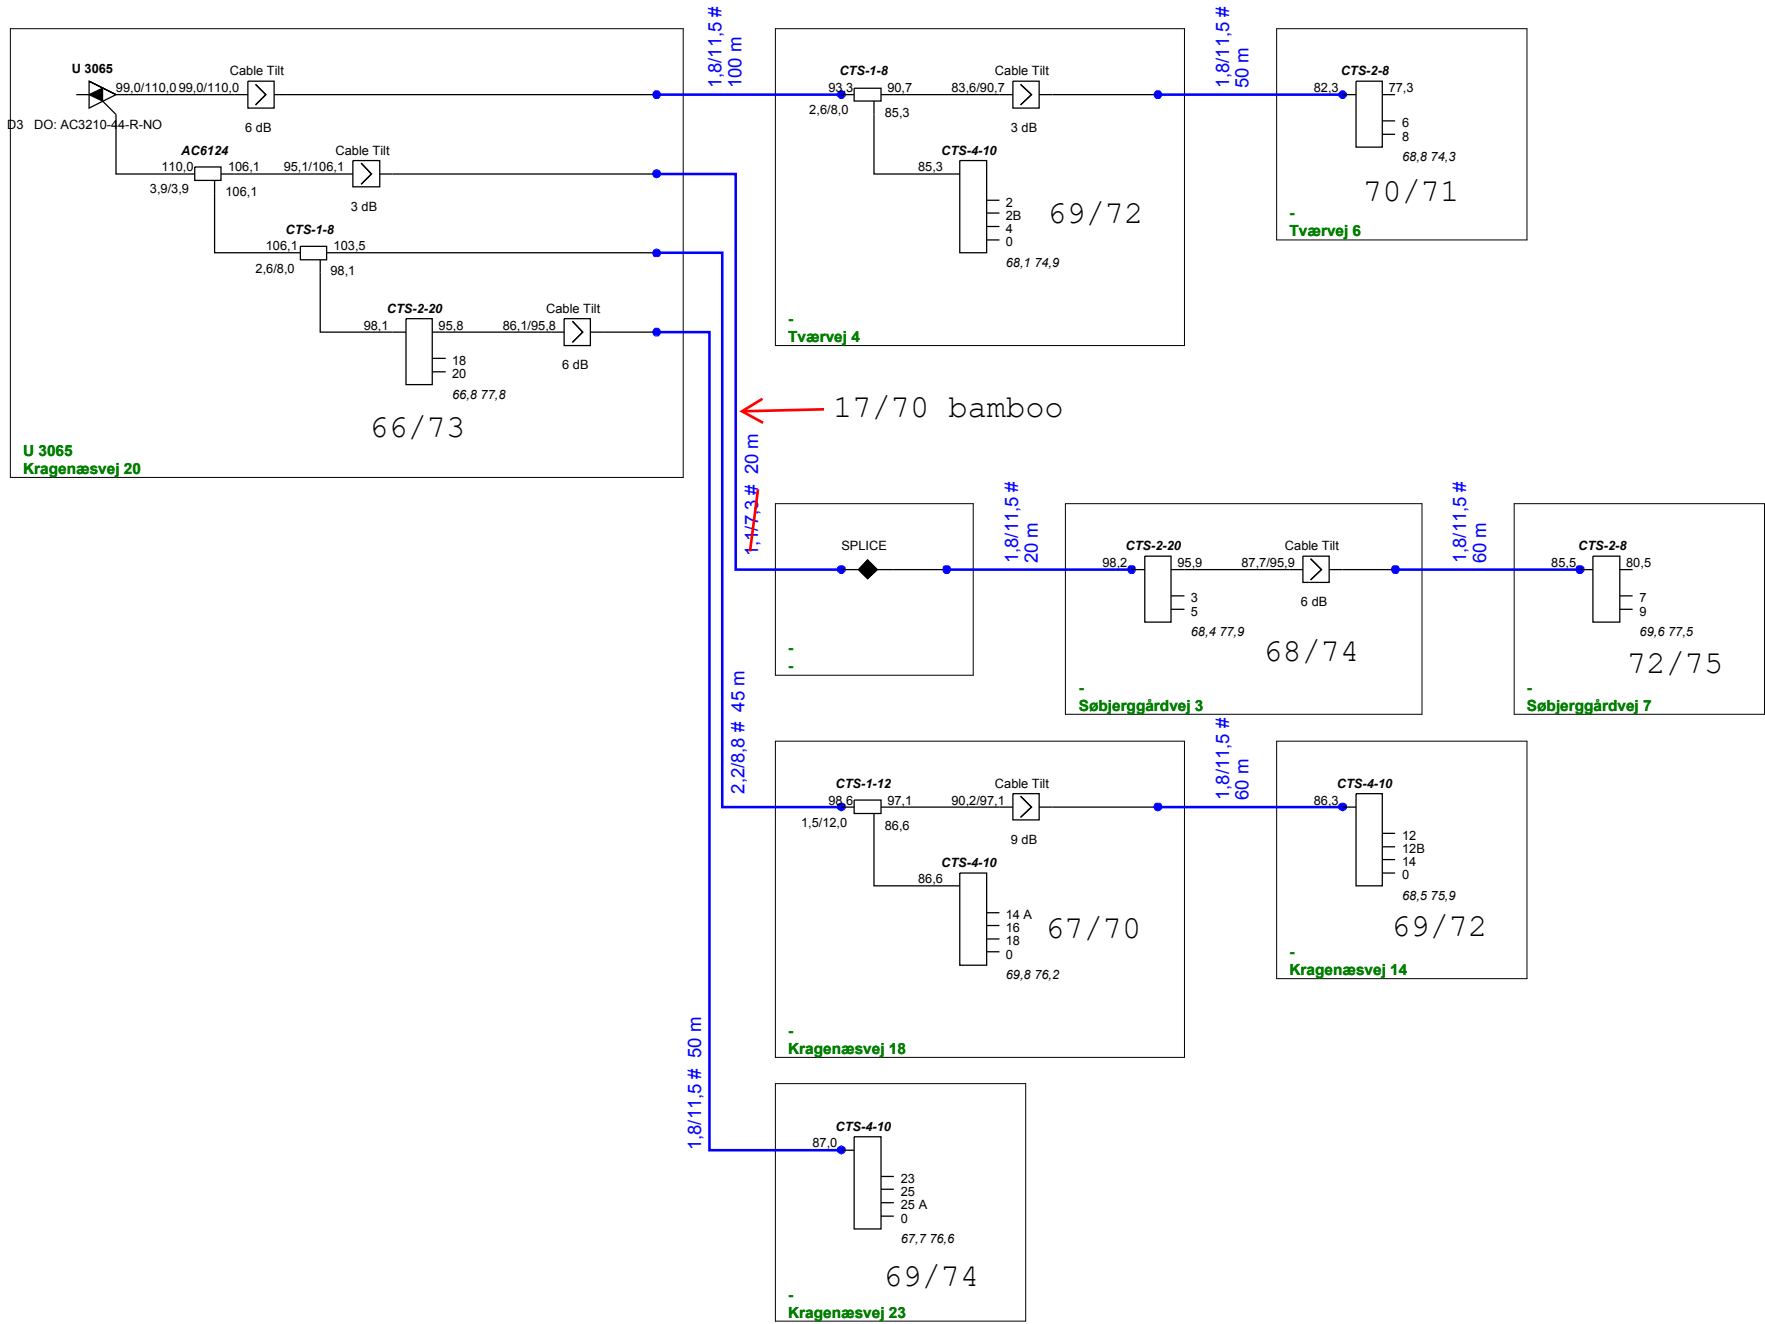 U 3065
99,0/110,0
99,0/110,0
Cable Tilt
6 dB
D3 DO: AC3210-44-R-NO
AC6124
110,0
106,1
3,9/3,9
106,1
95,1/106,1
Cable Tilt
3 dB
CTS-1-8
106,1
103,5
2,6/8,0
98,1
CTS-2-20
98,1
95,8
86,1/95,8
Cable Tilt
6 dB
18
20
66,8 77,8
66/73
U 3065
Kragenæsvej 20
1,8/11,5 #
100 m
CTS-1-8
93,3
90,7
2,6/8,0
85,3
83,6/90,7
Cable Tilt
3 dB
CTS-4-10
85,3
2
2B
4
0
68,1 74,9
69/72
-
Tværvej 4
1,8/11,5 #
50 m
CTS-2-8
82,3
77,3
6
8
68,8 74,3
70/71
-
Tværvej 6
17/70 bamboo
1,1/7,3 # 20 m
SPLICE
-
-
1,8/11,5 #
20 m
CTS-2-20
98,2
95,9
87,7/95,9
Cable Tilt
6 dB
3
5
68,4 77,9
68/74
-
Søbjerggårdvej 3
1,8/11,5 #
60 m
CTS-2-8
85,5
80,5
7
9
69,6 77,5
72/75
-
Søbjerggårdvej 7
2,2/8,8 # 45 m
CTS-1-12
98,6
97,1
1,5/12,0
86,6
90,2/97,1
Cable Tilt
9 dB
CTS-4-10
86,6
14 A
16
18
0
69,8 76,2
67/70
-
Kragenæsvej 18
1,8/11,5 #
60 m
CTS-4-10
86,3
12
12B
14
0
68,5 75,9
69/72
-
Kragenæsvej 14
1,8/11,5 # 50 m
CTS-4-10
87,0
23
25
25 A
0
67,7 76,6
69/74
-
Kragenæsvej 23